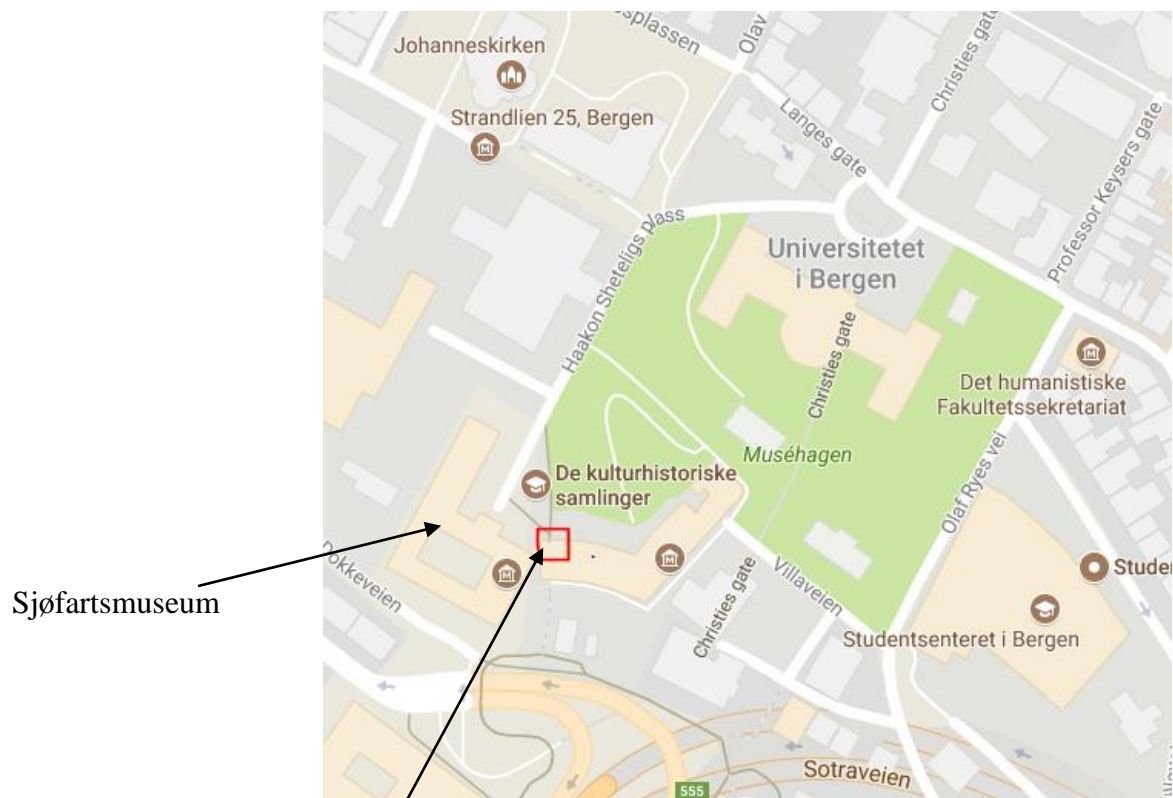 Johanneskirken
Olav
Christies gate
Strandlien 25, Bergen
Langes gate
Professor Keysers gate
Haakon Sheteligs plass
Universitetet
i Bergen
Christies gate
Det humanistiske
Fakultetssekretariat
Muséhagen
De kulturhistoriske
samlinger
Olaf Ryes vei
Sjøfartsmuseum
Villaveien
Christies gate
Studentsenteret i Bergen
Sotraveien
555